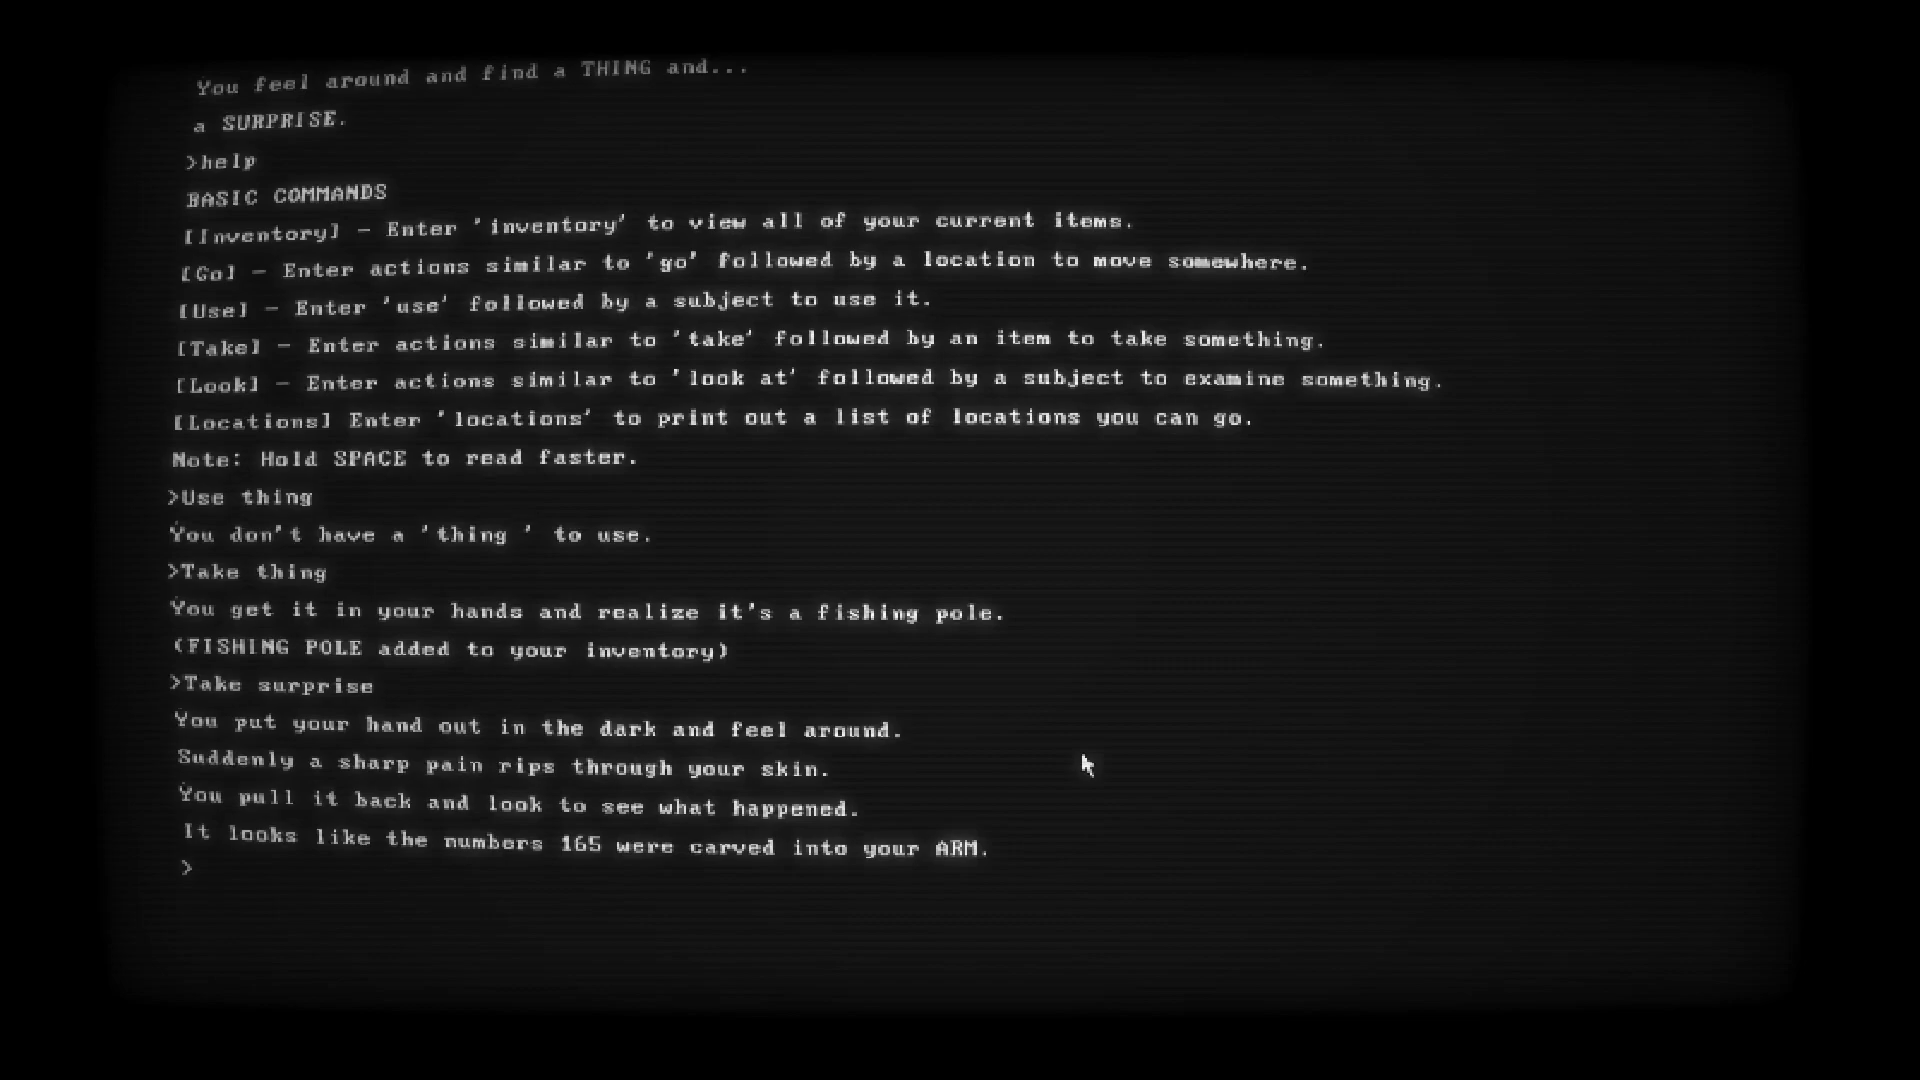 You feel around and find a THING and...
a SURPRISE.
>help
BASIC COMMANDS
[Inventory] - Enter 'inventory' to view all of your current items.
[Go] - Enter actions similar to 'go' followed by a location to move somewhere.
[Use] - Enter 'use' followed by a subject to use it.
[Take] - Enter actions similar to 'take' followed by an item to take something.
[Look] - Enter actions similar to 'look at' followed by a subject to examine something.
[Locations] Enter 'locations' to print out a list of locations you can go.
Note: Hold SPACE to read faster.
>Use thing
You don't have a 'thing ' to use.
>Take thing
You get it in your hands and realize it's a fishing pole.
(FISHING POLE added to your inventory)
>Take surprise
You put your hand out in the dark and feel around.
Suddenly a sharp pain rips through your skin.
You pull it back and look to see what happened.
It looks like the numbers 165 were carved into your ARM.
>